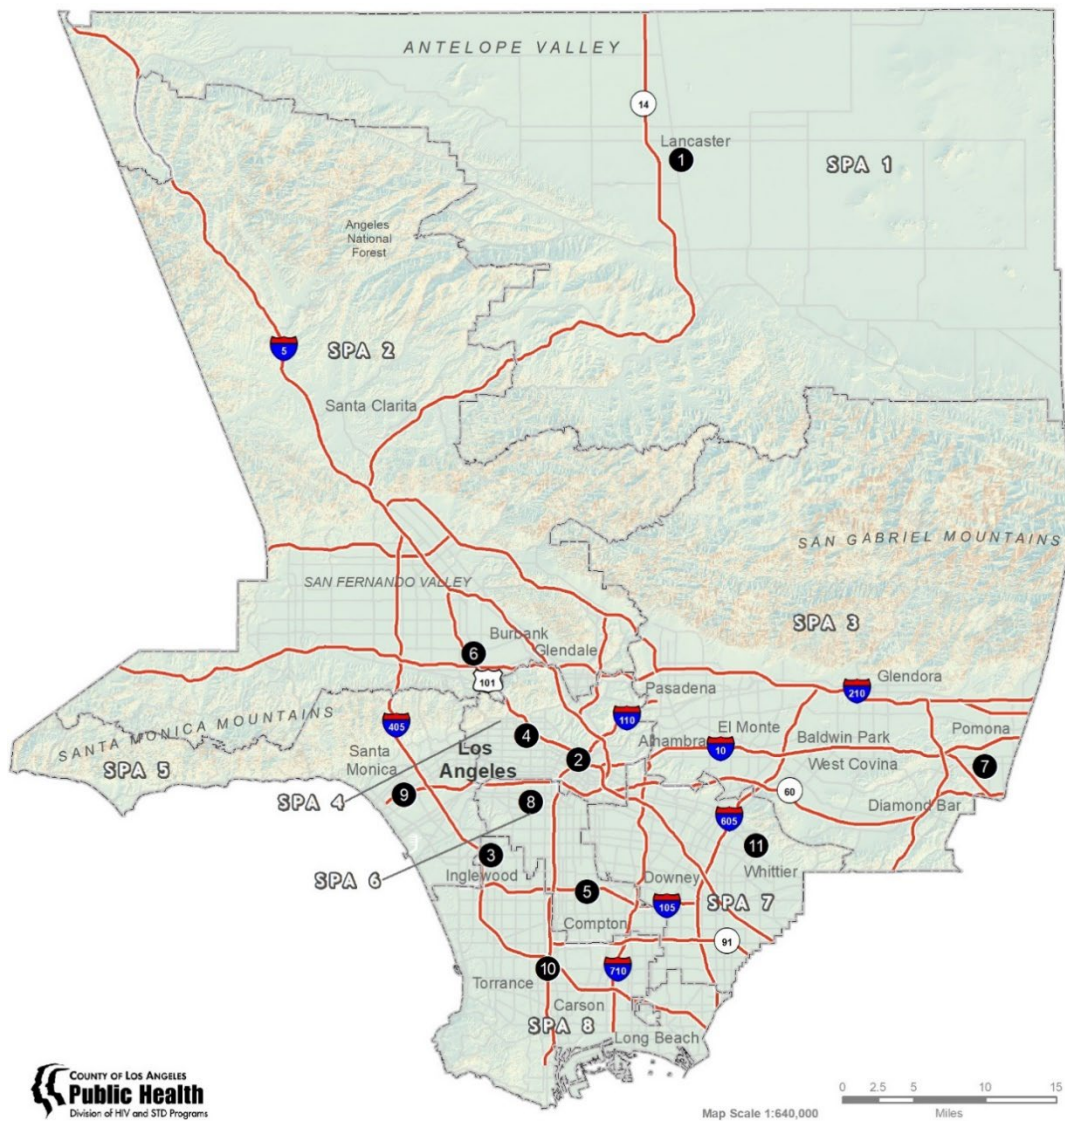 ANTELOPE VALLEY
14
Lancaster
1
SPA 1
Angeles
National
Forest
5
SPA 2
Santa Clarita
SAN GABRIEL MOUNTAINS
SAN FERNANDO VALLEY
SPA 3
Burbank
6
Glendale
101
Pasadena
Glendora
210
SANTA MONICA MOUNTAINS
405
110
4
El Monte
Pomona
Santa
Monica
Los
Angeles
2
Alhambra
10
Baldwin Park
West Covina
7
SPA 5
SPA 4
9
8
60
Diamond Bar
605
11
3
SPA 6
Inglewood
Whittier
5
Downey
105
SPA 7
Compton
91
10
710
Torrance
Carson
SPA 8
Long Beach
COUNTY OF LOS ANGELES
Public Health
Division of HIV and STD Programs
Map Scale 1:640,000
0 2.5 5 10 15
Miles